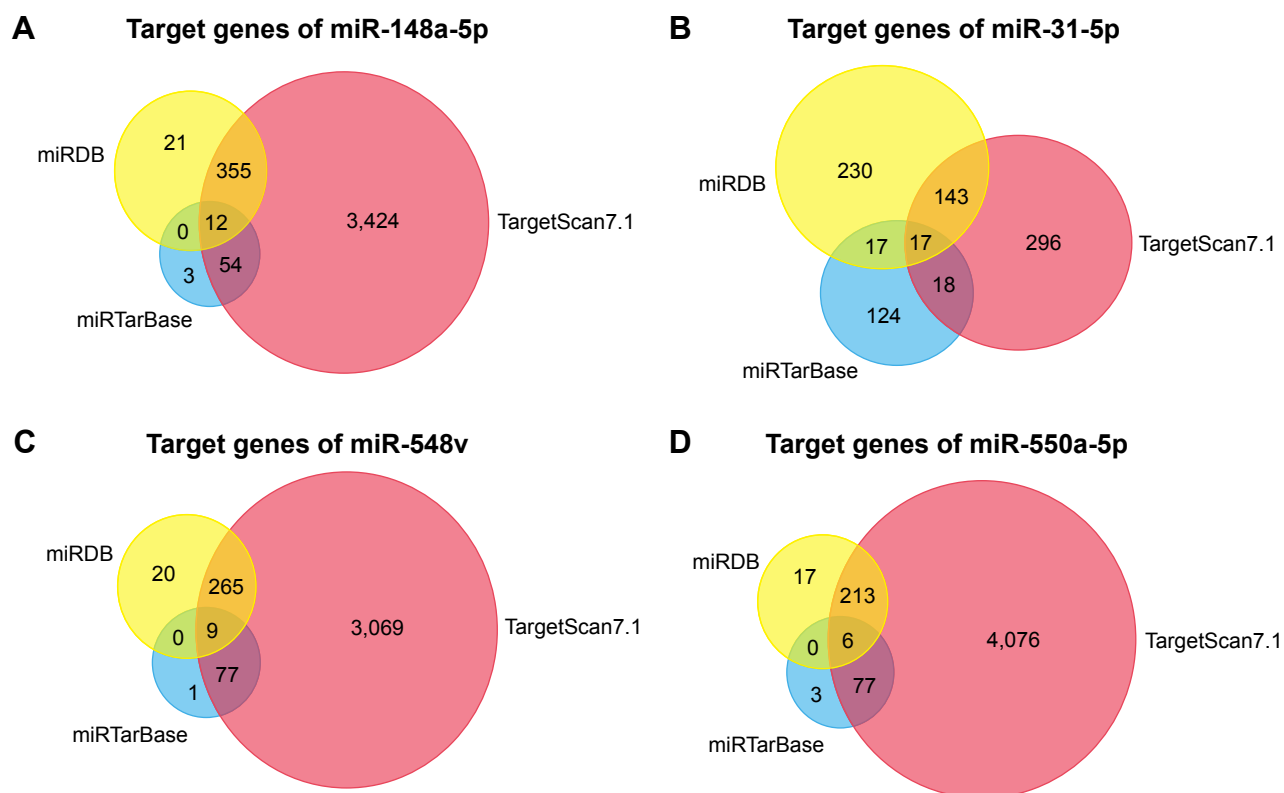 A
Target genes of miR-148a-5p
miRDB
21
355
12
0
3,424
TargetScan7.1
3
54
miRTarBase
B
Target genes of miR-31-5p
miRDB
230
143
17
17
296
TargetScan7.1
18
124
miRTarBase
C
Target genes of miR-548v
miRDB
20
265
0
9
3,069
TargetScan7.1
77
1
miRTarBase
D
Target genes of miR-550a-5p
miRDB
17
213
0
6
4,076
TargetScan7.1
3
77
miRTarBase